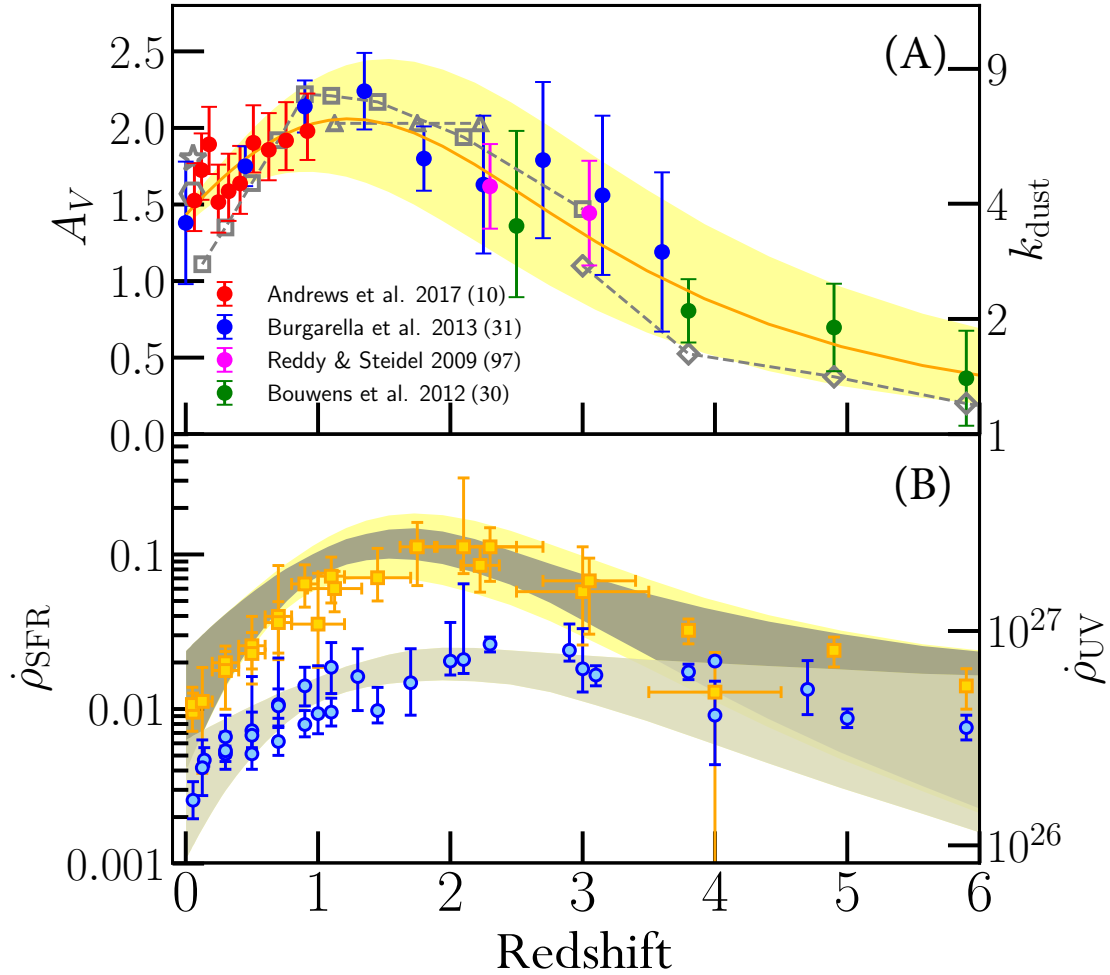 (A)
2.5
2.0
1.5
1.0
0.5
0.0
A_V
9
4
2
1
k_dust
Andrews et al. 2017 (10)
Burgarella et al. 2013 (31)
Reddy & Steidel 2009 (97)
Bouwens et al. 2012 (30)
(B)
0.1
0.01
0.001
ρ̇_SFR
10^27
10^26
ρ̇_UV
0 1 2 3 4 5 6
Redshift